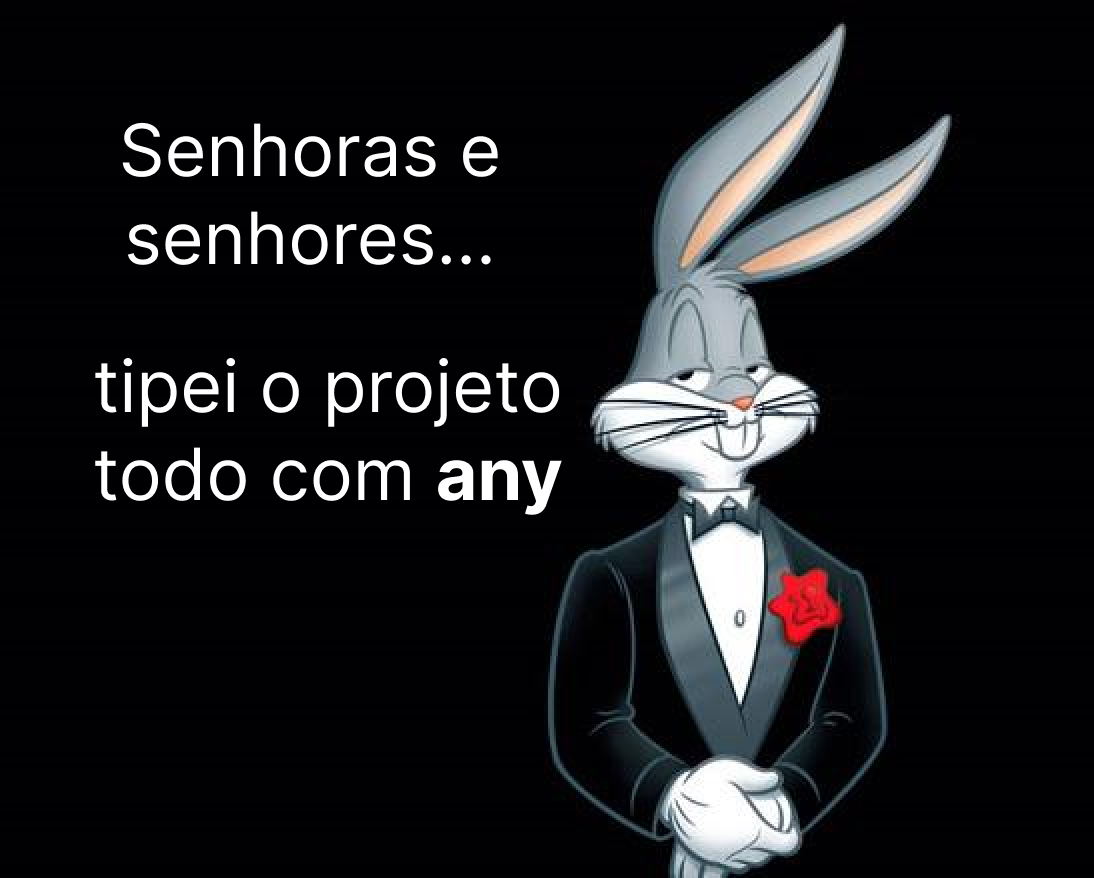 Senhoras e
senhores...
tipei o projeto
todo com any